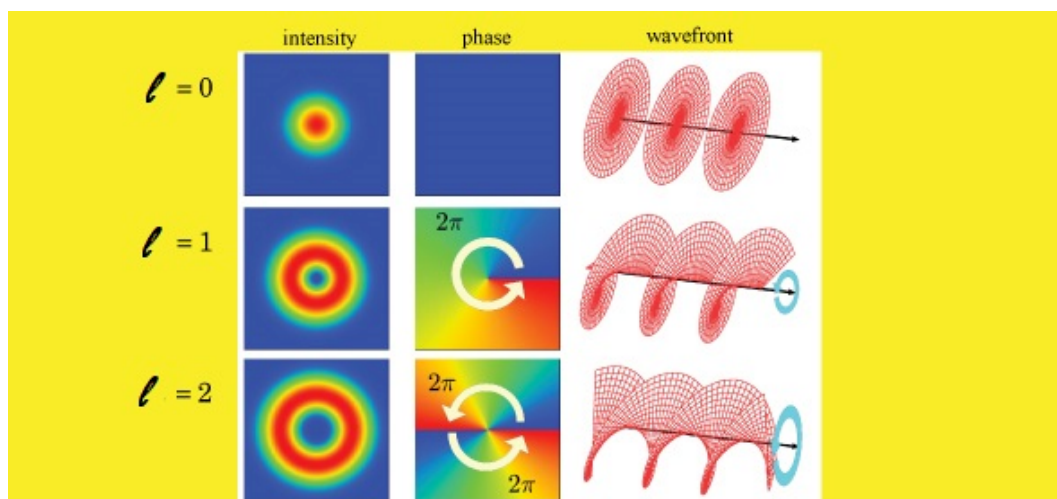 intensity phase wavefront
ℓ = 0
ℓ = 1
2π
ℓ = 2
2π
2π